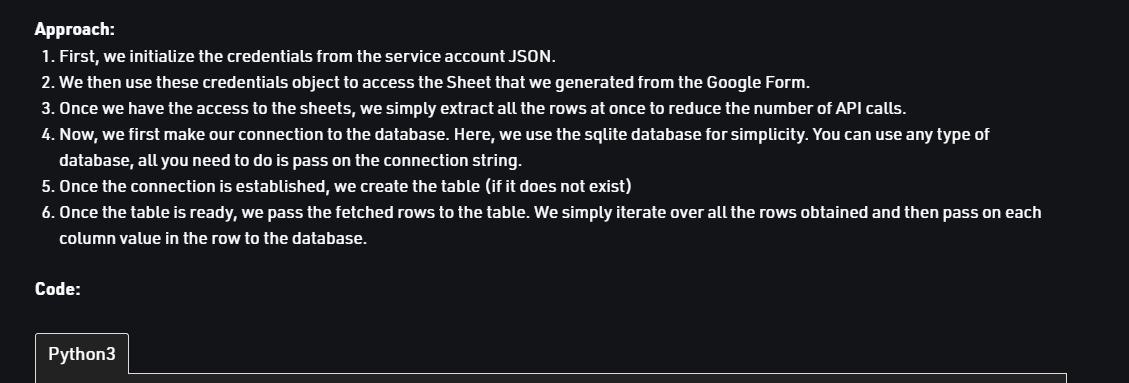 Approach:
1. First, we initialize the credentials from the service account JSON.
2. We then use these credentials object to access the Sheet that we generated from the Google Form.
3. Once we have the access to the sheets, we simply extract all the rows at once to reduce the number of API calls.
4. Now, we first make our connection to the database. Here, we use the sqlite database for simplicity. You can use any type of
database, all you need to do is pass on the connection string.
5. Once the connection is established, we create the table (if it does not exist)
6. Once the table is ready, we pass the fetched rows to the table. We simply iterate over all the rows obtained and then pass on each
column value in the row to the database.
Code:
Python3